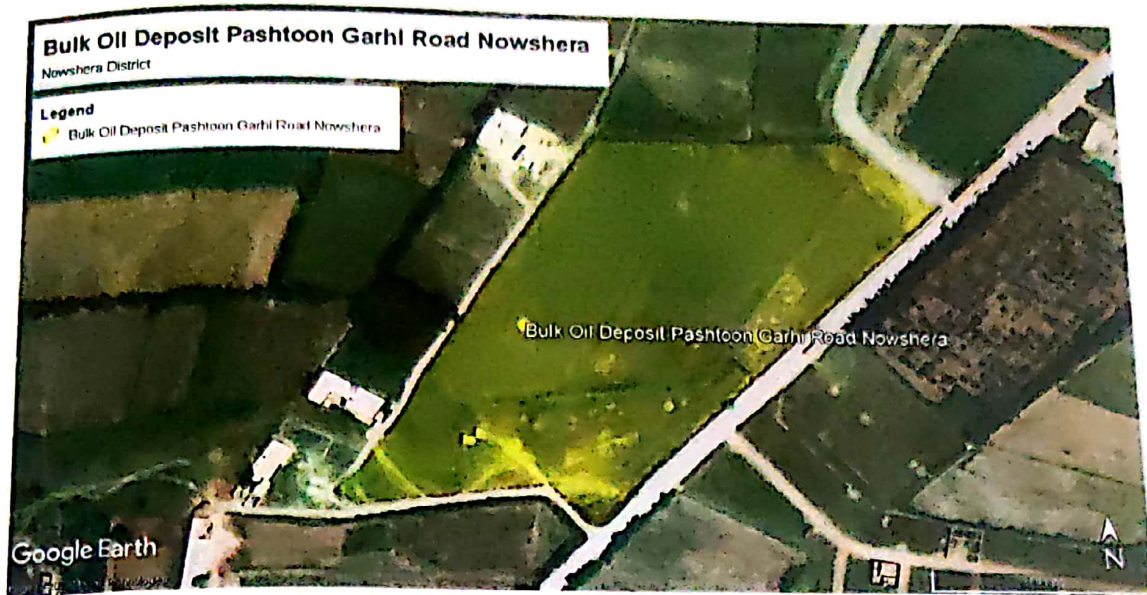 Bulk Oil Deposit Pashtoon Garhi Road Nowshera
Nowshera District
Legend
Bulk Oil Deposit Pashtoon Garhi Road Nowshera
Bulk Oil Deposit Pashtoon Garhi Road Nowshera
Google Earth
N